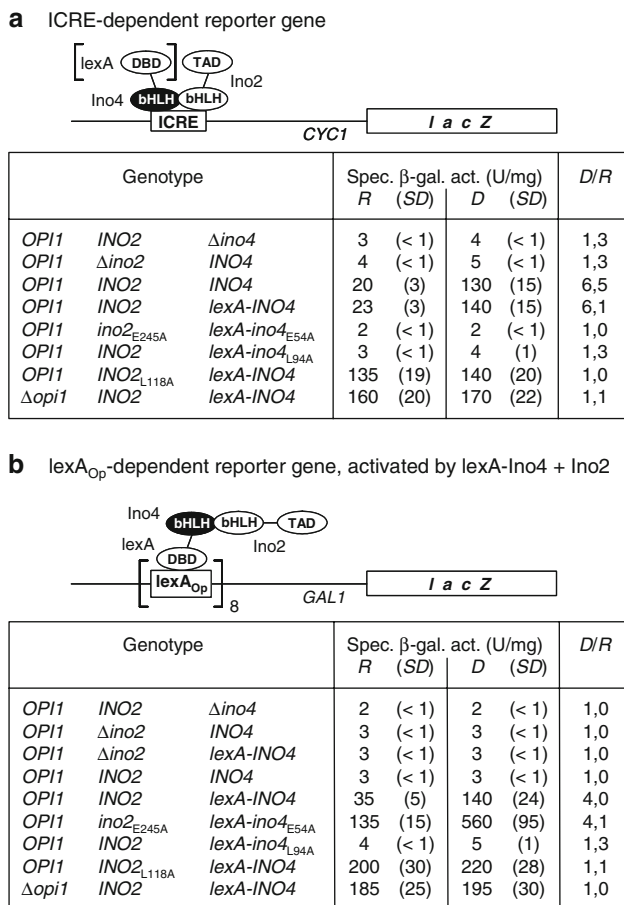 a ICRE-dependent reporter gene
lexA DBD TAD
Ino2
Ino4 bHLH bHLH
ICRE
CYC1 lacZ
Genotype Spec. β-gal. act. (U/mg) D/R
R (SD) D (SD)
OPI1 INO2 Δino4 3 (< 1) 4 (< 1) 1,3
OPI1 Δino2 INO4 4 (< 1) 5 (< 1) 1,3
OPI1 INO2 INO4 20 (3) 130 (15) 6,5
OPI1 INO2 lexA-INO4 23 (3) 140 (15) 6,1
OPI1 ino2E245A lexA-ino4E54A 2 (< 1) 2 (< 1) 1,0
OPI1 INO2 lexA-ino4L94A 3 (< 1) 4 (1) 1,3
OPI1 INO2L118A lexA-INO4 135 (19) 140 (20) 1,0
Δopi1 INO2 lexA-INO4 160 (20) 170 (22) 1,1
b lexAOp-dependent reporter gene, activated by lexA-Ino4 + Ino2
Ino4 bHLH bHLH TAD
lexA DBD Ino2
lexAOp
8 GAL1 lacZ
Genotype Spec. β-gal. act. (U/mg) D/R
R (SD) D (SD)
OPI1 INO2 Δino4 2 (< 1) 2 (< 1) 1,0
OPI1 Δino2 INO4 3 (< 1) 3 (< 1) 1,0
OPI1 Δino2 lexA-INO4 3 (< 1) 3 (< 1) 1,0
OPI1 INO2 INO4 3 (< 1) 3 (< 1) 1,0
OPI1 INO2 lexA-INO4 35 (5) 140 (24) 4,0
OPI1 ino2E245A lexA-ino4E54A 135 (15) 560 (95) 4,1
OPI1 INO2 lexA-ino4L94A 4 (< 1) 5 (1) 1,3
OPI1 INO2L118A lexA-INO4 200 (30) 220 (28) 1,1
Δopi1 INO2 lexA-INO4 185 (25) 195 (30) 1,0